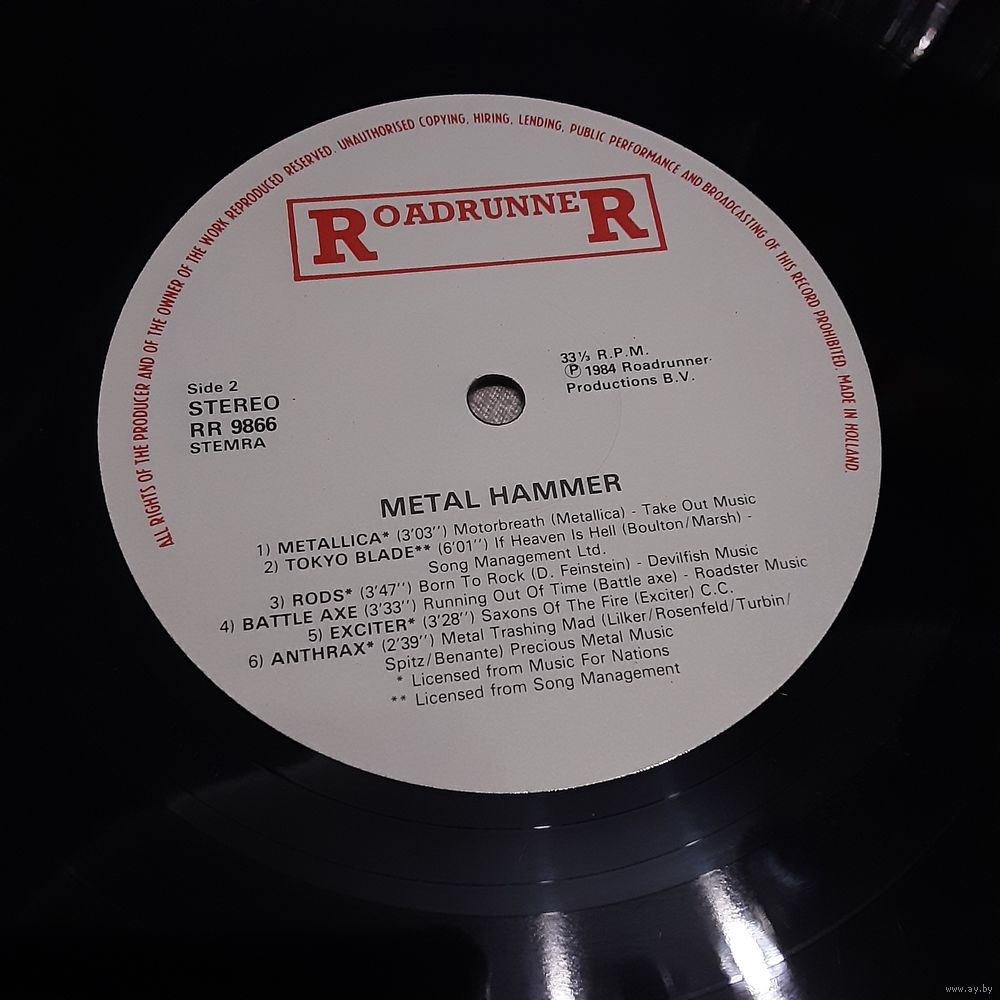 ALL RIGHTS OF THE PRODUCER AND OF THE OWNER OF THE WORK REPRODUCED RESERVED. UNAUTHORISED COPYING, HIRING, LENDING, PUBLIC PERFORMANCE AND BROADCASTING OF THIS RECORD PROHIBITED. MADE IN HOLLAND.
ROADRUNNER
Side 2
STEREO
RR 9866
STEMRA
33⅓ R.P.M.
Ⓟ 1984 Roadrunner
Productions B.V.
METAL HAMMER
1) METALLICA* (3'03'') Motorbreath (Metallica) - Take Out Music
2) TOKYO BLADE** (6'01'') If Heaven Is Hell (Boulton/Marsh) -
Song Management Ltd.
3) RODS* (3'47'') Born To Rock (D. Feinstein) - Devilfish Music
4) BATTLE AXE (3'33'') Running Out Of Time (Battle axe) - Roadster Music
5) EXCITER* (3'28'') Saxons Of The Fire (Exciter) C.C.
6) ANTHRAX* (2'39'') Metal Trashing Mad (Lilker/Rosenfeld/Turbin/
Spitz/Benante) Precious Metal Music
* Licensed from Music For Nations
** Licensed from Song Management
www.ay.by